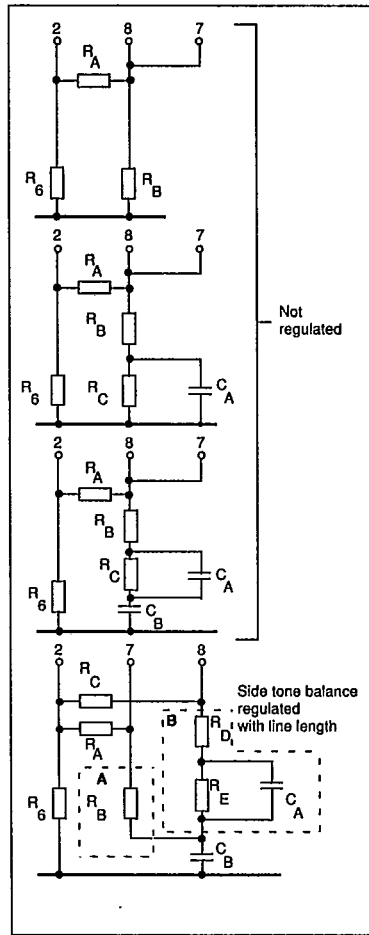 2 8 7
R A
R 6 R B
2 8 7
R A
R B
R 6 R C C A
Not
regulated
2 8 7
R A
R B
R C C A
R 6 C B
2 7 8
R C
Side tone balance
regulated
with line length
B R D
R A
A R E
R 6 R B C A
C B